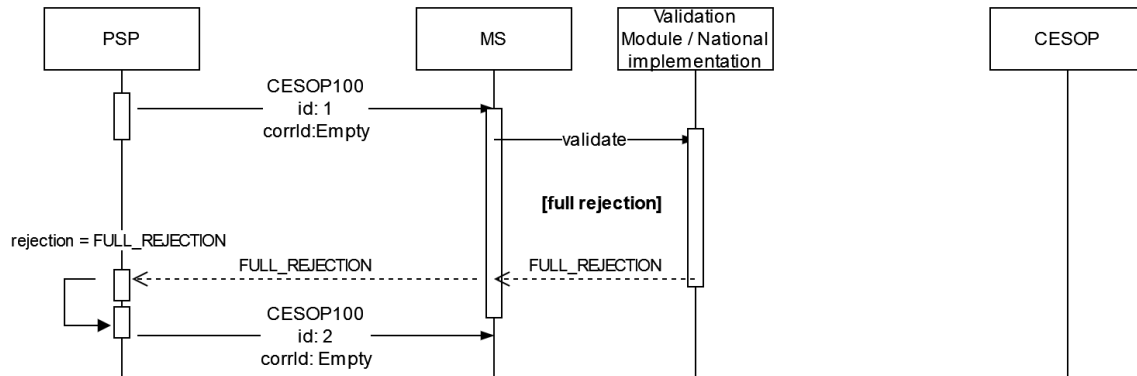 PSP
MS
Validation
Module / National
implementation
CESOP
CESOP100
id: 1
corrId:Empty
validate
[full rejection]
rejection = FULL_REJECTION
FULL_REJECTION
FULL_REJECTION
CESOP100
id: 2
corrId: Empty